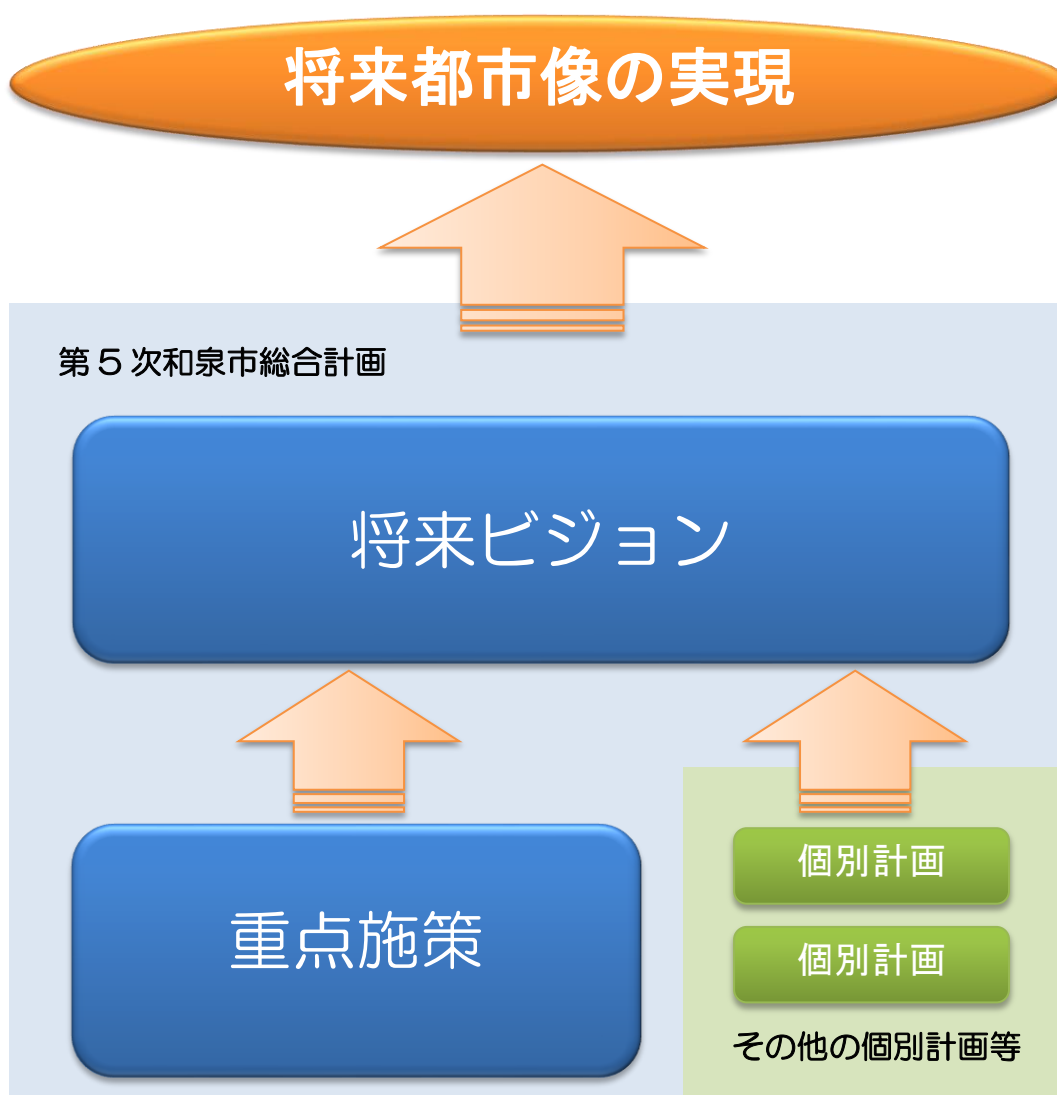 将来都市像の実現
第５次和泉市総合計画
将来ビジョン
重点施策
個別計画
個別計画
その他の個別計画等